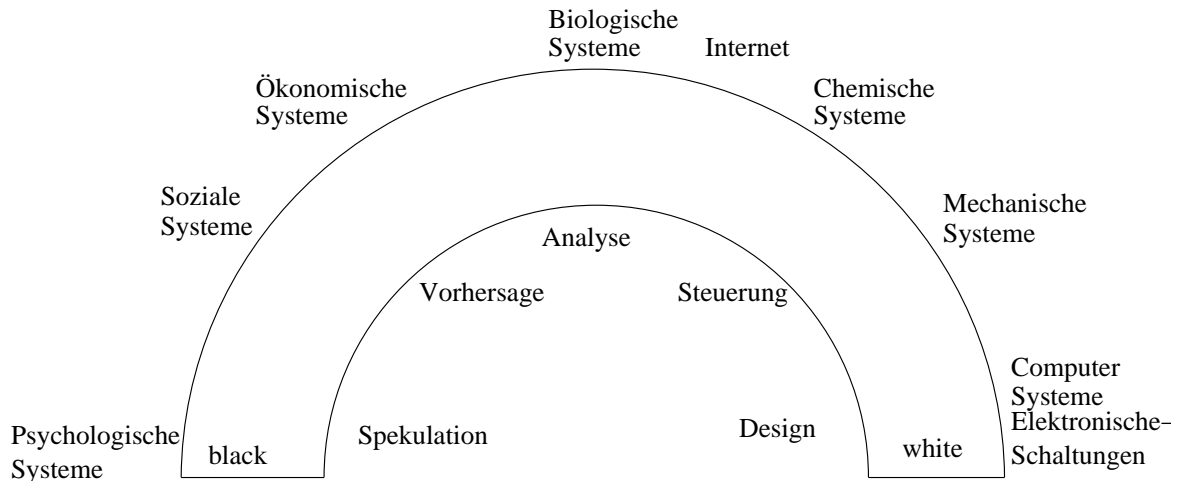 Biologische
Systeme
Internet
Ökonomische
Systeme
Chemische
Systeme
Soziale
Systeme
Mechanische
Systeme
Analyse
Vorhersage
Steuerung
Computer
Systeme
Elektronische-
Schaltungen
Psychologische
Systeme
black
Spekulation
Design
white